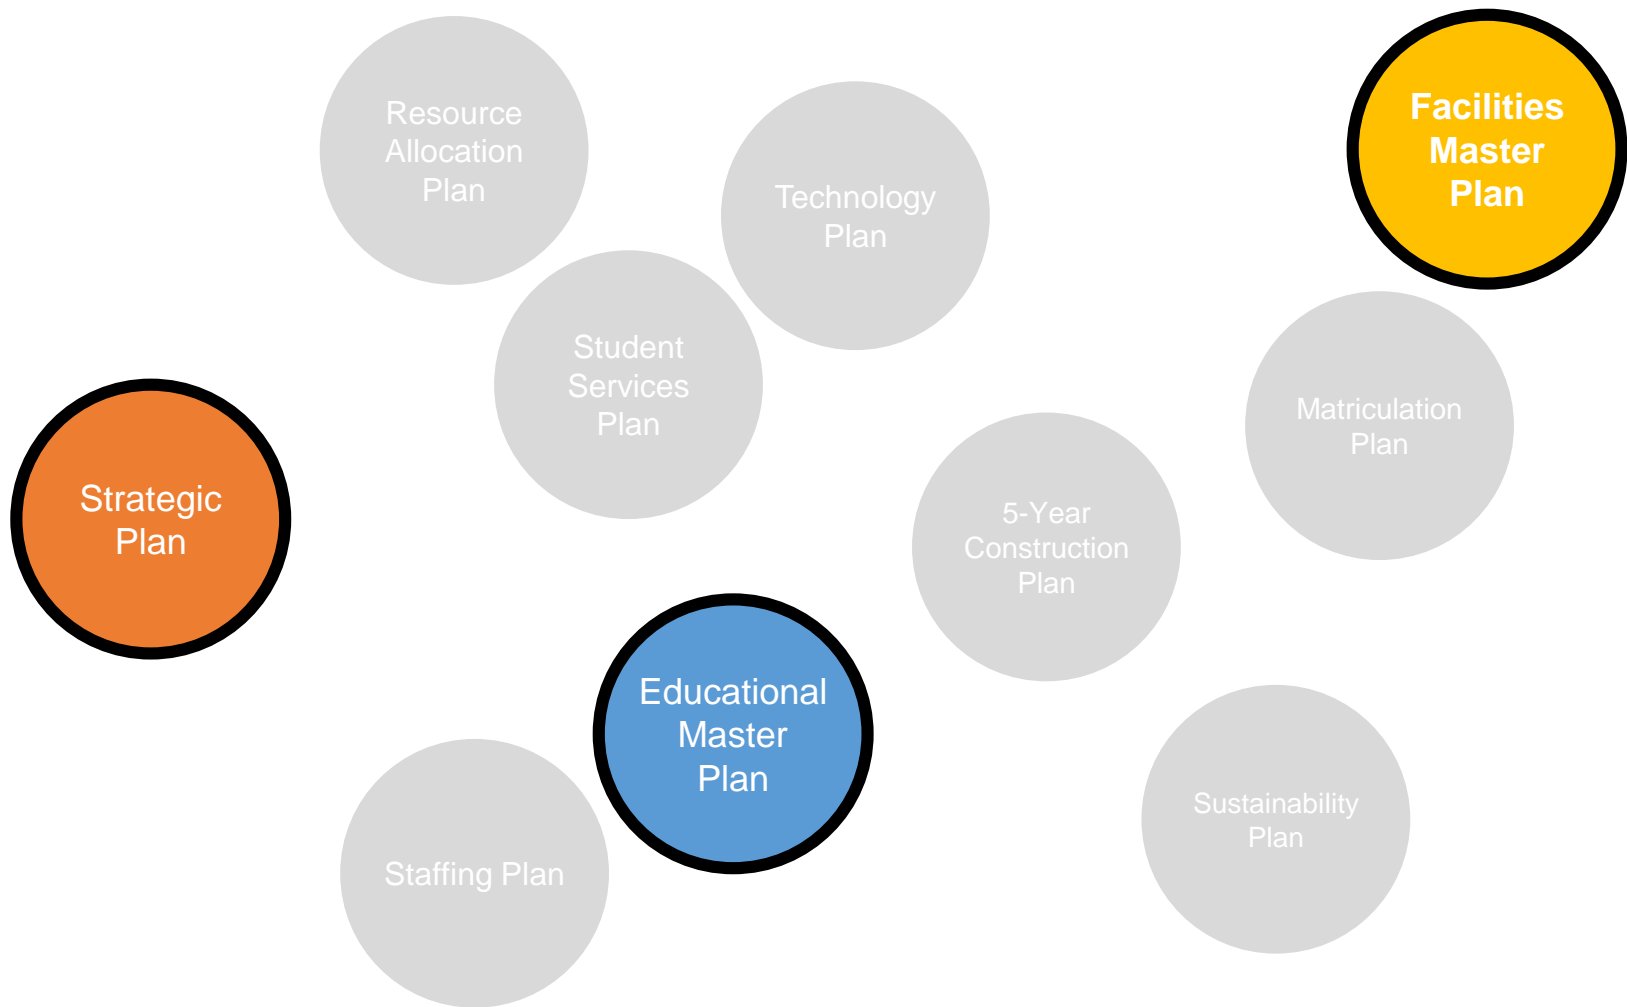 Resource
Allocation
Plan
Technology
Plan
Facilities
Master
Plan
Student
Services
Plan
Matriculation
Plan
Strategic
Plan
5-Year
Construction
Plan
Educational
Master
Plan
Sustainability
Plan
Staffing Plan